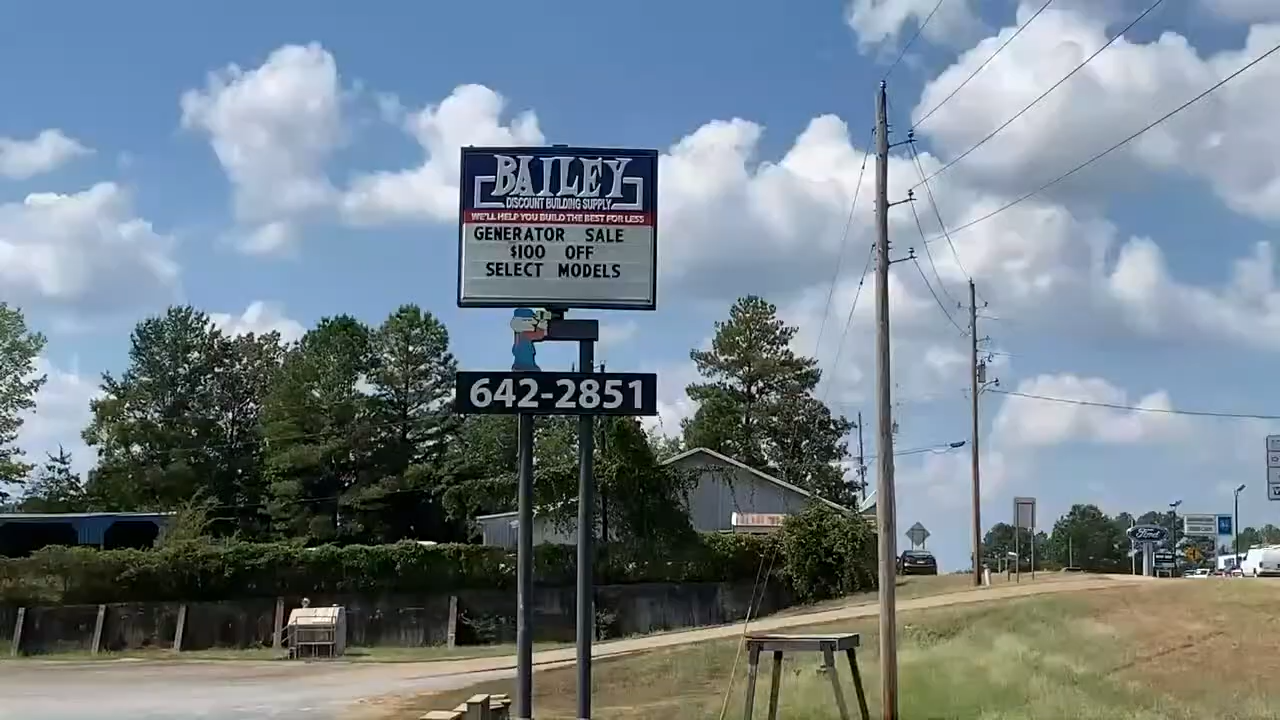 BAILEY
DISCOUNT BUILDING SUPPLY
WE'LL HELP YOU BUILD THE BEST FOR LESS
GENERATOR SALE
$100 OFF
SELECT MODELS
642-2851
Ford